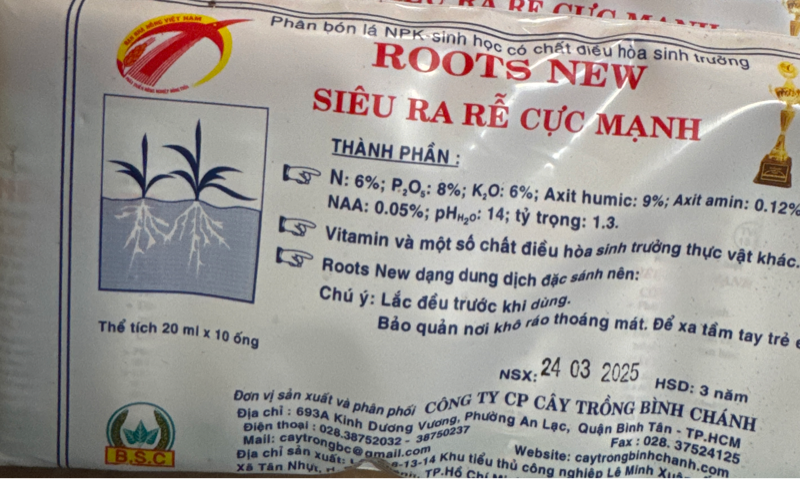 SIÊU RA RỄ CỰC MẠNH
Phân bón lá NPK sinh học có chất điều hòa sinh trưởng
ROOTS NEW
SIÊU RA RỄ CỰC MẠNH
THÀNH PHẦN :
N: 6%; P₂O₅: 8%; K₂O: 6%; Axit humic: 9%; Axit amin: 0.12%
NAA: 0.05%; pHH₂O: 14; tỷ trọng: 1.3.
Vitamin và một số chất điều hòa sinh trưởng thực vật khác.
Roots New dạng dung dịch đặc sánh nên:
Chú ý: Lắc đều trước khi dùng.
Bảo quản nơi khô ráo thoáng mát. Để xa tầm tay trẻ e
Thể tích 20 ml x 10 ống
NSX: 24 03 2025 HSD: 3 năm
Đơn vị sản xuất và phân phối CÔNG TY CP CÂY TRỒNG BÌNH CHÁNH
Địa chỉ : 693A Kinh Dương Vương, Phường An Lạc, Quận Bình Tân - TP.HCM
Điện thoại : 028.38752032 - 38750237 Fax : 028. 37524125
Mail: caytrongbc@gmail.com Website: caytrongbinhchanh.com
Địa chỉ sản xuất: -13-14 Khu tiểu thủ công nghiệp Lê Minh
Xã Tân Nhựt, TP.Hồ Chí
B.S.C